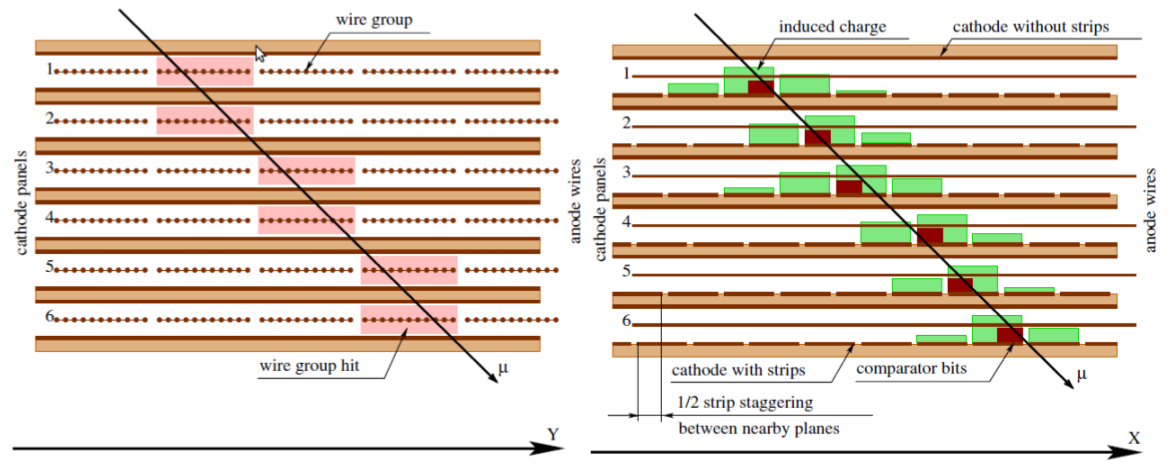 wire group
1
2
3
4
5
6
cathode panels
anode wires
wire group hit
μ
Y
induced charge
cathode without strips
1
2
3
4
5
6
cathode panels
anode wires
cathode with strips
comparator bits
μ
1/2 strip staggering
between nearby planes
X